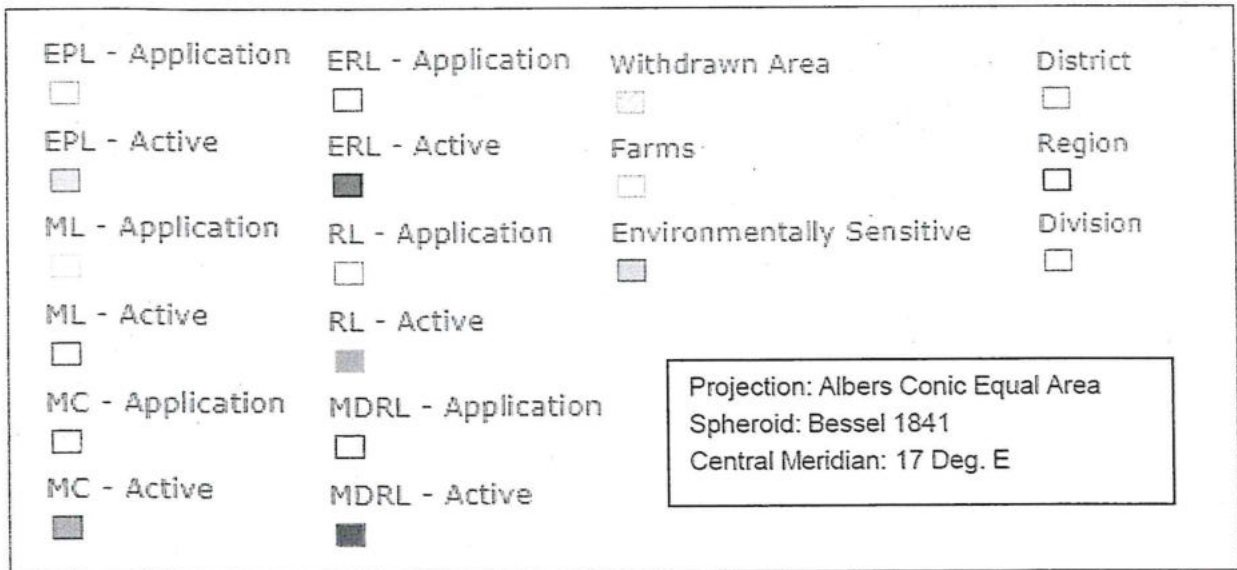 EPL - Application
EPL - Active
ML - Application
ML - Active
MC - Application
MC - Active
ERL - Application
ERL - Active
RL - Application
RL - Active
MDRL - Application
MDRL - Active
Withdrawn Area
Farms
Environmentally Sensitive
District
Region
Division
Projection: Albers Conic Equal Area
Spheroid: Bessel 1841
Central Meridian: 17 Deg. E